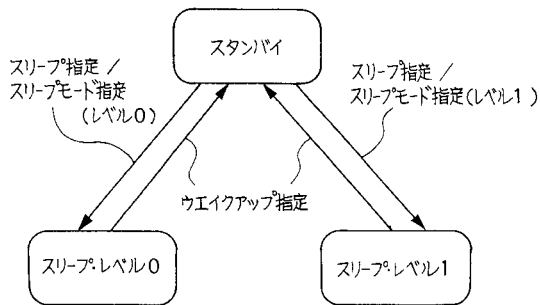 スタンバイ
スリープ指定/
スリープモード指定
(レベル0)
スリープ指定/
スリープモード指定(レベル1)
ウエイクアップ指定
スリープ・レベル0
スリープ・レベル1